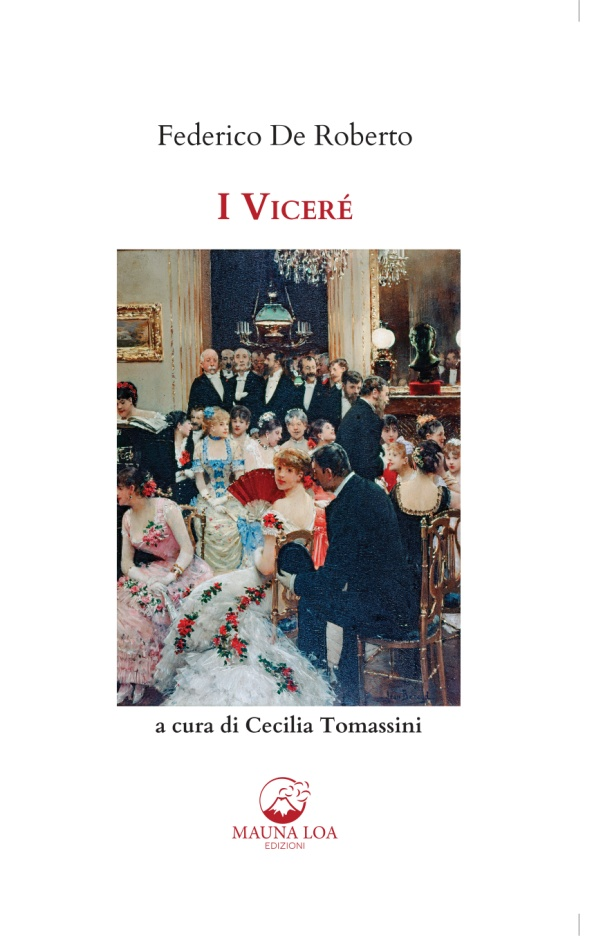 Federico De Roberto
I Viceré
a cura di Cecilia Tomassini
MAUNA LOA
EDIZIONI